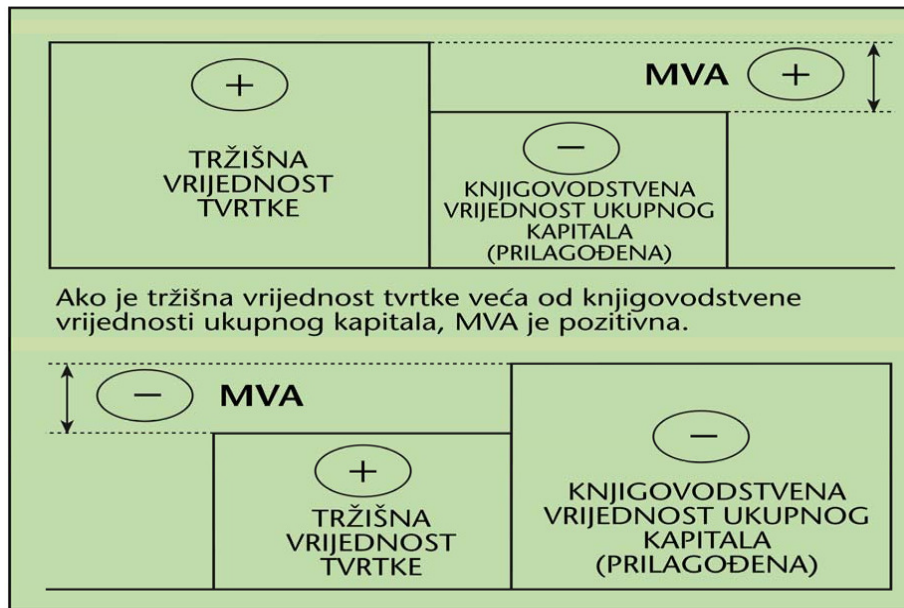 +
MVA +
TRŽIŠNA
VRIJEDNOST
TVRTKE
−
KNJIGOVODSTVENA
VRIJEDNOST UKUPNOG
KAPITALA
(PRILAGOĐENA)
Ako je tržišna vrijednost tvrtke veća od knjigovodstvene
vrijednosti ukupnog kapitala, MVA je pozitivna.
− MVA
+
TRŽIŠNA
VRIJEDNOST
TVRTKE
−
KNJIGOVODSTVENA
VRIJEDNOST UKUPNOG
KAPITALA
(PRILAGOĐENA)